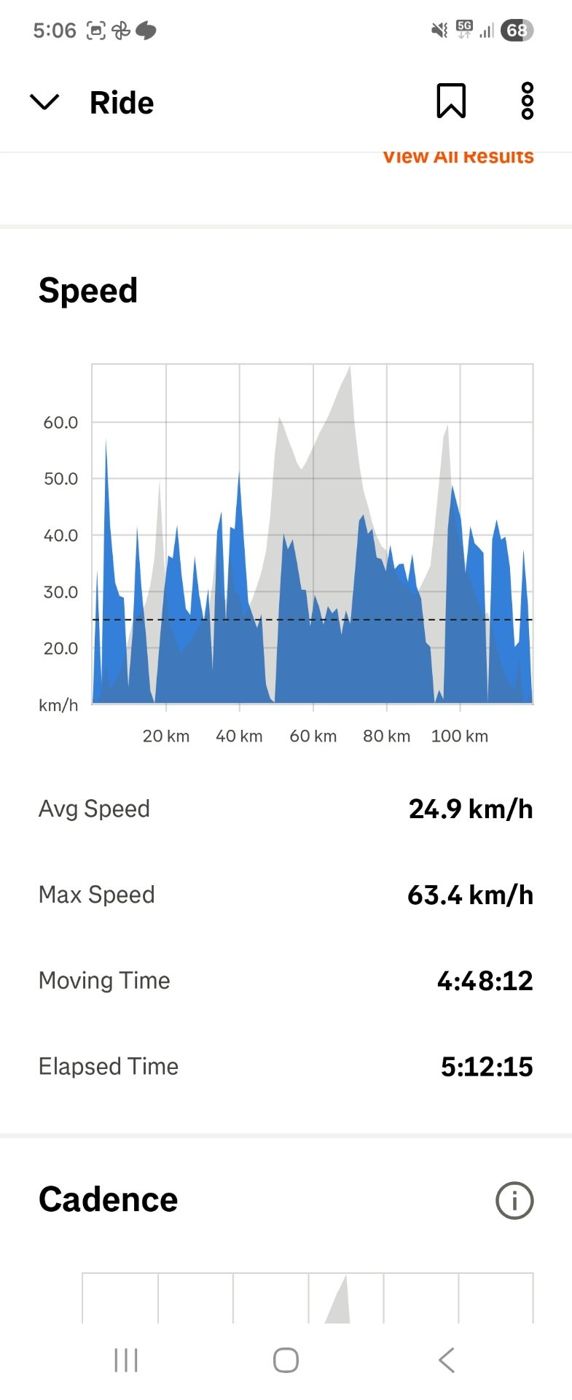 5:06 5G 68
Ride
View All Results
Speed
60.0
50.0
40.0
30.0
20.0
km/h
20 km 40 km 60 km 80 km 100 km
Avg Speed 24.9 km/h
Max Speed 63.4 km/h
Moving Time 4:48:12
Elapsed Time 5:12:15
Cadence